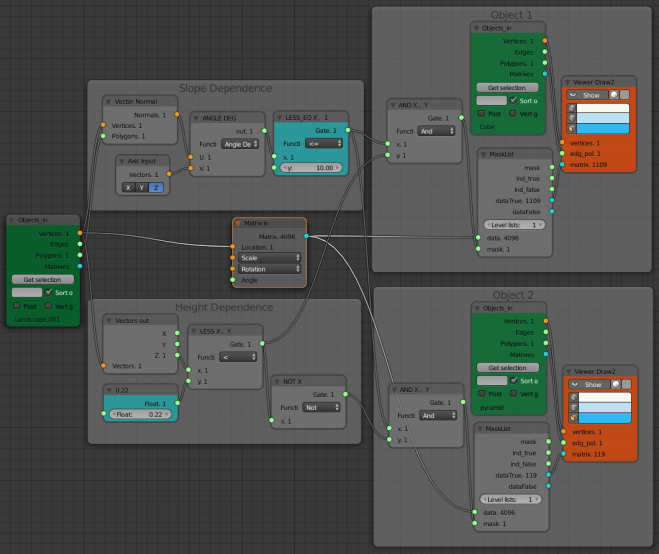 Objects_in
Vertices. 1
Edges
Polygons. 1
Matrixes
Get selection
Sort o
Post
Vert g
Landscape.001
Slope Dependence
Vector Normal
Normals. 1
Vertices. 1
Polygons. 1
Axis Input
Vectors. 1
X Y Z
ANGLE DEG
out. 1
Functi
Angle De
U. 1
V. 1
LESS_EQ X , 1
Gate. 1
Functi
<=
x. 1
y: 10.00
Matrix in
Matrix. 4096
Location. 1
Scale
Rotation
Angle
Height Dependence
Vectors out
X
Y
Z. 1
Vectors. 1
0.22
Float. 1
Float: 0.22
LESS X , Y
Gate. 1
Functi
<
x. 1
y. 1
NOT X
Gate. 1
Functi
Not
x. 1
Object 1
AND X , Y
Gate. 1
Functi
And
x. 1
y. 1
Objects_in
Vertices. 1
Edges
Polygons. 1
Matrixes
Get selection
Sort o
Post
Vert g
Cube
MaskList
mask
ind_true
ind_false
dataTrue. 1109
dataFalse
Level lists: 1
data. 4096
mask. 1
Viewer Draw2
Show
vertices. 1
edg_pol. 1
matrix. 1109
Object 2
AND X , Y
Gate. 1
Functi
And
x. 1
y. 1
Objects_in
Vertices. 1
Edges
Polygons. 1
Matrixes
Get selection
Sort o
Post
Vert g
pyramid
MaskList
mask
ind_true
ind_false
dataTrue. 119
dataFalse
Level lists: 1
data. 4096
mask. 1
Viewer Draw2
Show
vertices. 1
edg_pol. 1
matrix. 119